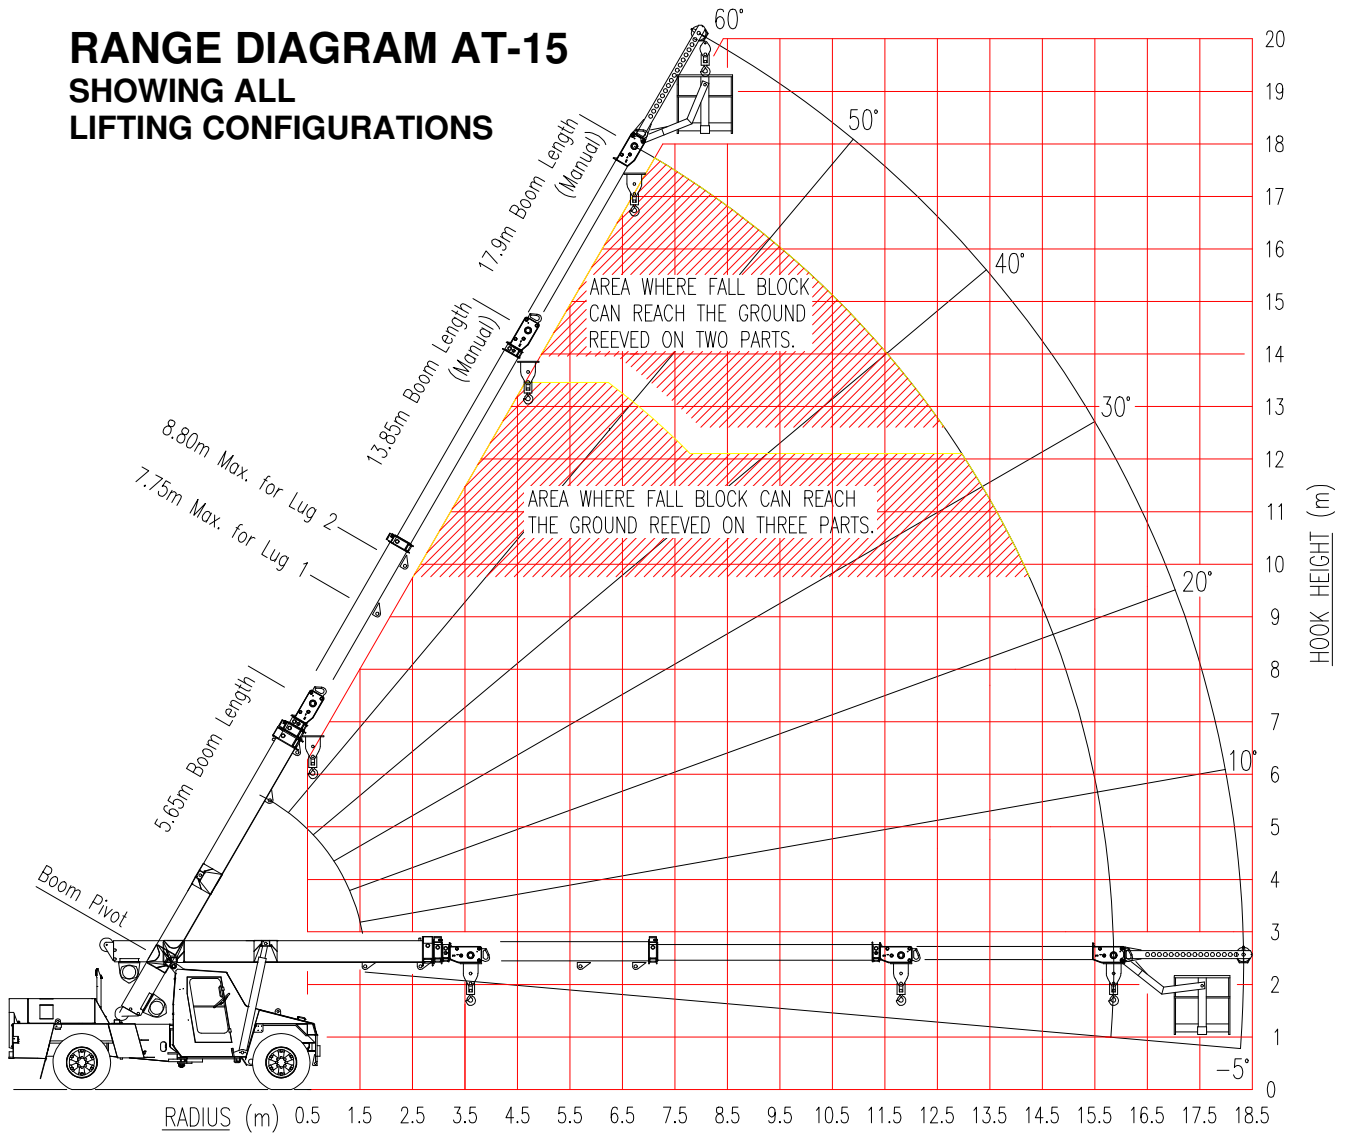 RANGE DIAGRAM AT-15
SHOWING ALL
LIFTING CONFIGURATIONS
60°
50°
40°
30°
20°
10°
-5°
17.9m Boom Length
(Manual)
13.85m Boom Length
(Manual)
8.80m Max. for Lug 2
7.75m Max. for Lug 1
5.65m Boom Length
Boom Pivot
AREA WHERE FALL BLOCK
CAN REACH THE GROUND
REEVED ON TWO PARTS.
AREA WHERE FALL BLOCK CAN REACH
THE GROUND REEVED ON THREE PARTS.
20
19
18
17
16
15
14
13
12
11
10
9
8
7
6
5
4
3
2
1
0
HOOK HEIGHT (m)
RADIUS (m) 0.5 1.5 2.5 3.5 4.5 5.5 6.5 7.5 8.5 9.5 10.5 11.5 12.5 13.5 14.5 15.5 16.5 17.5 18.5